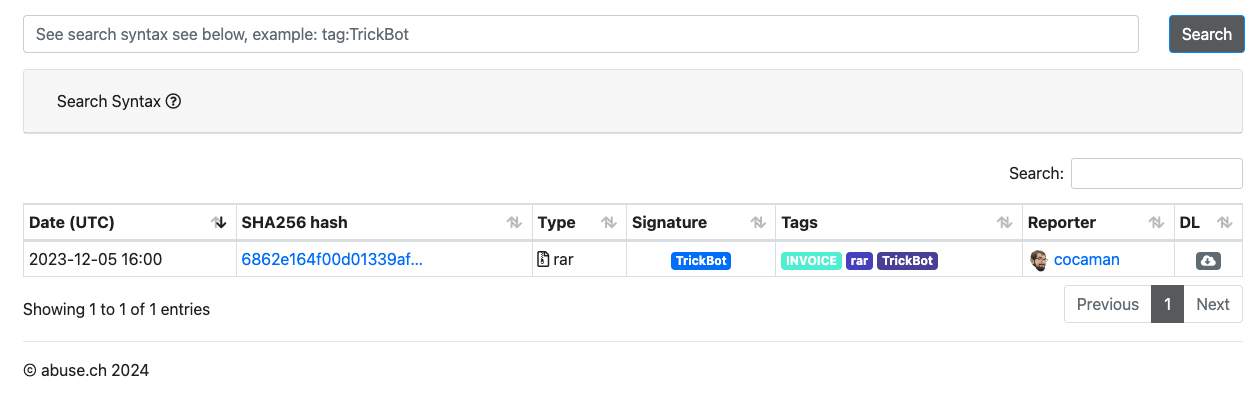 See search syntax see below, example: tag:TrickBot Search
Search Syntax
Search:
Date (UTC) SHA256 hash Type Signature Tags Reporter DL
2023-12-05 16:00 6862e164f00d01339af... rar TrickBot INVOICE rar TrickBot cocaman
Showing 1 to 1 of 1 entries Previous 1 Next
© abuse.ch 2024